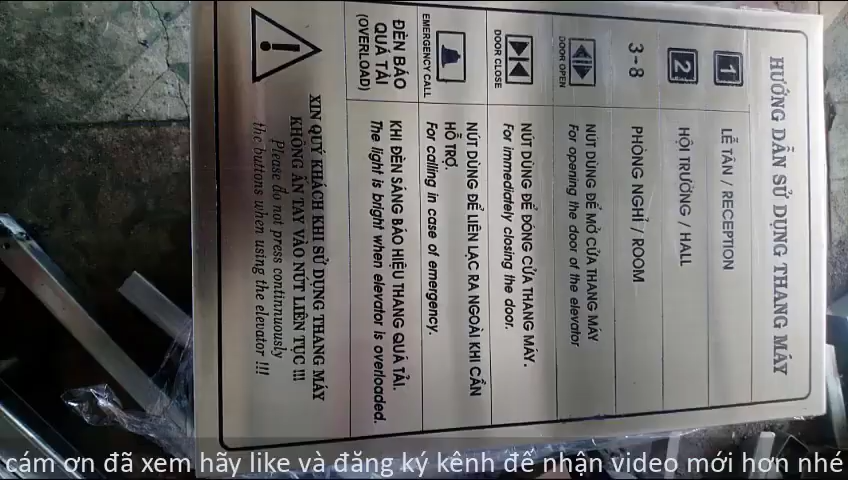 HƯỚNG DẪN SỬ DỤNG THANG MÁY
1 LỄ TÂN / RECEPTION
2 HỘI TRƯỜNG / HALL
3-8 PHÒNG NGHỈ / ROOM
DOOR OPEN
NÚT DÙNG ĐỂ MỞ CỬA THANG MÁY
For opening the door of the elevator
DOOR CLOSE
NÚT DÙNG ĐỂ ĐÓNG CỬA THANG MÁY.
For immediately closing the door.
EMERGENCY CALL
NÚT DÙNG ĐỂ LIÊN LẠC RA NGOÀI KHI CẦN
HỖ TRỢ.
For calling in case of emergency.
ĐÈN BÁO
QUÁ TẢI
(OVERLOAD)
KHI ĐÈN SÁNG BÁO HIỆU THANG QUÁ TẢI.
The light is bright when elevator is overloaded.
XIN QUÝ KHÁCH KHI SỬ DỤNG THANG MÁY
KHÔNG ẤN TAY VÀO NÚT LIÊN TỤC !!!
Please do not press continnuously
the buttons when using the elevator !!!
cám ơn đã xem hãy like và đăng ký kênh để nhận video mới hơn nhé